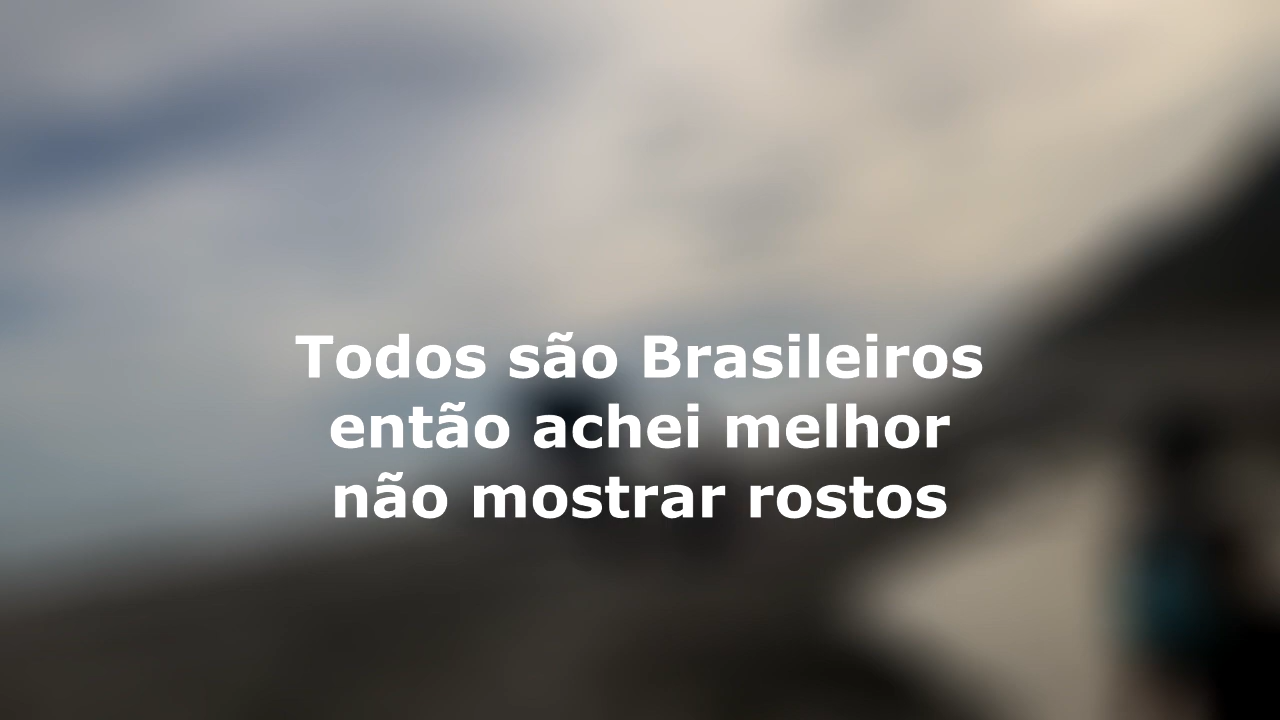 Todos são Brasileiros
então achei melhor
não mostrar rostos